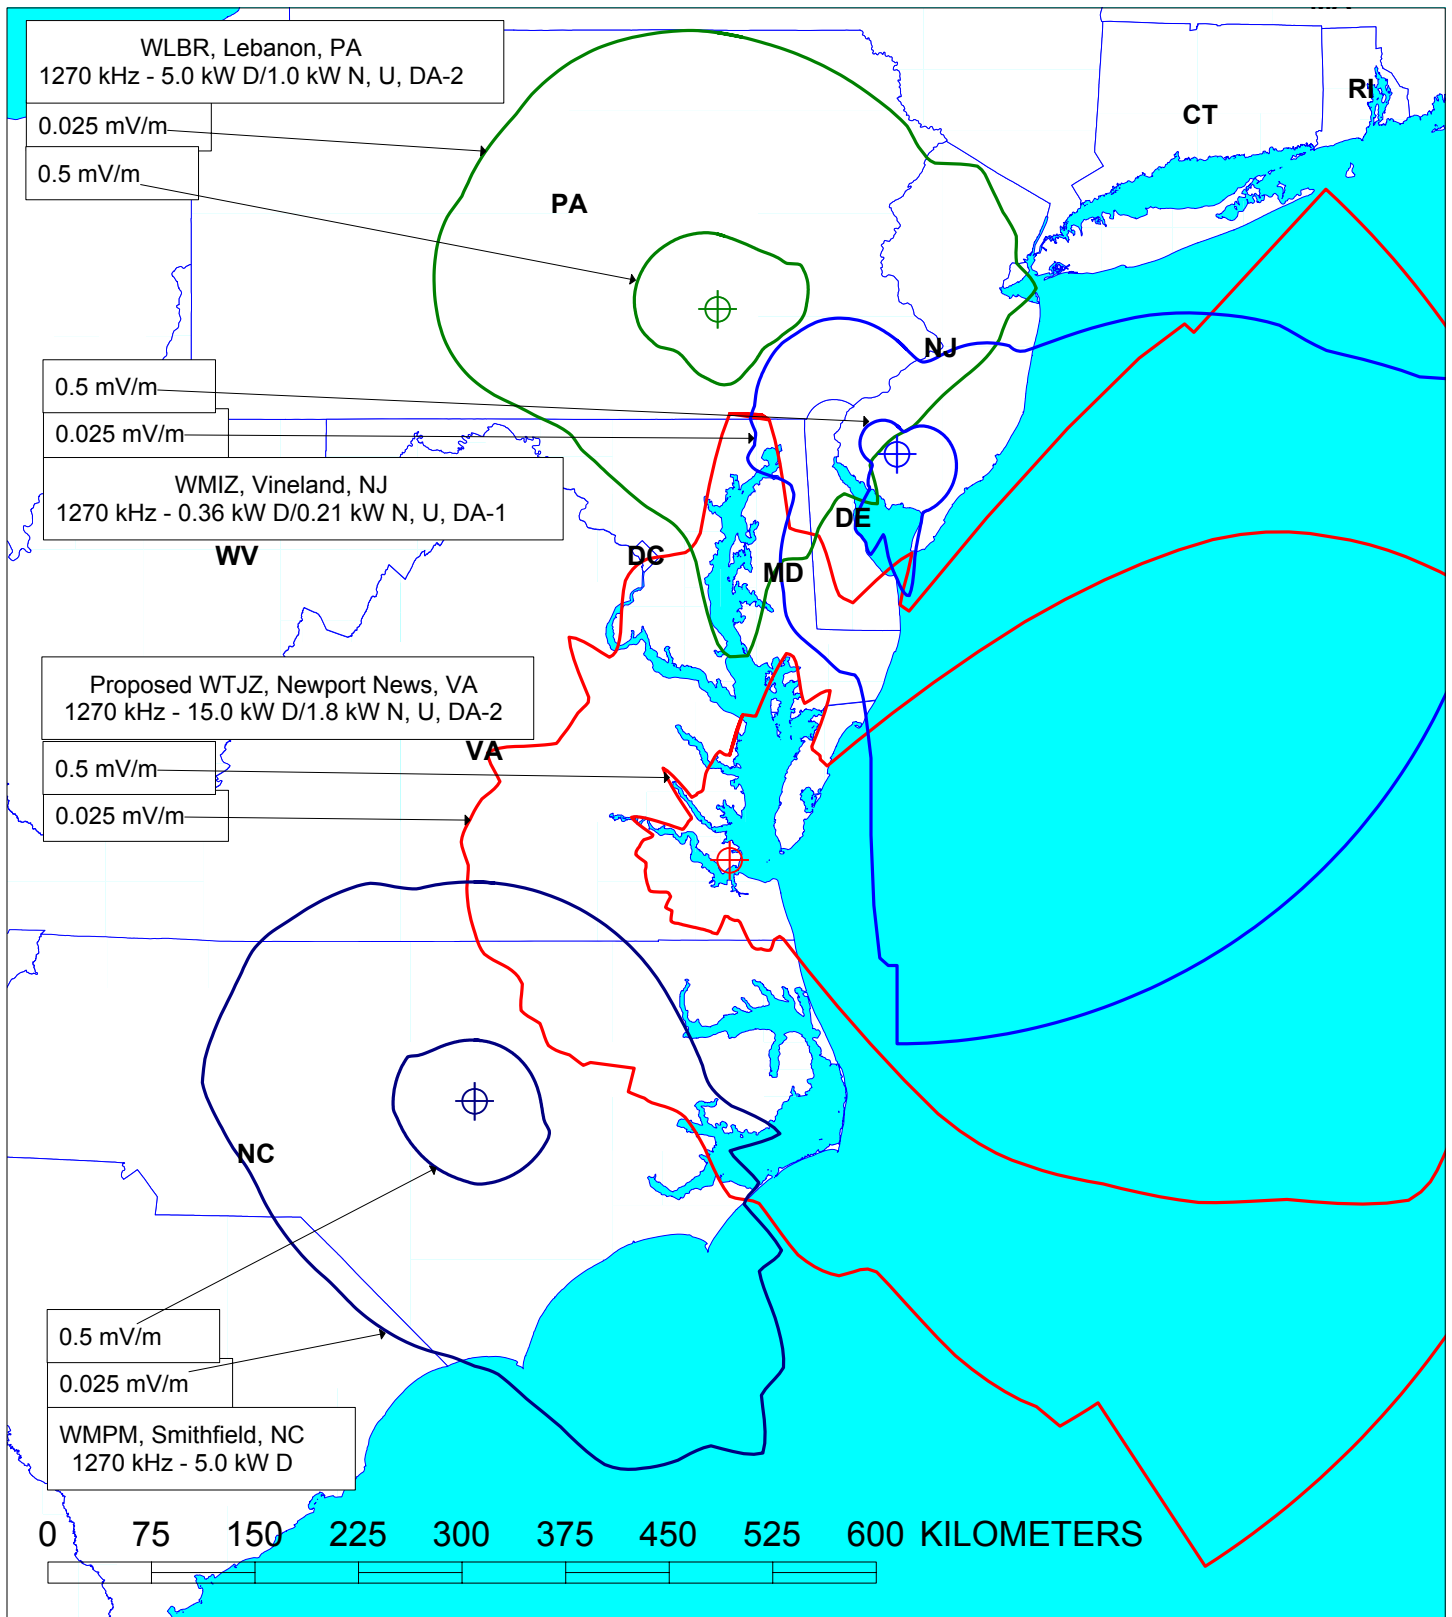 WLBR, Lebanon, PA
1270 kHz - 5.0 kW D/1.0 kW N, U, DA-2
0.025 mV/m
0.5 mV/m
RI
CT
PA
NJ
0.5 mV/m
0.025 mV/m
WMIZ, Vineland, NJ
1270 kHz - 0.36 kW D/0.21 kW N, U, DA-1
DE
WV
DC
MD
Proposed WTJZ, Newport News, VA
1270 kHz - 15.0 kW D/1.8 kW N, U, DA-2
VA
0.5 mV/m
0.025 mV/m
NC
0.5 mV/m
0.025 mV/m
WMPM, Smithfield, NC
1270 kHz - 5.0 kW D
0 75 150 225 300 375 450 525 600 KILOMETERS